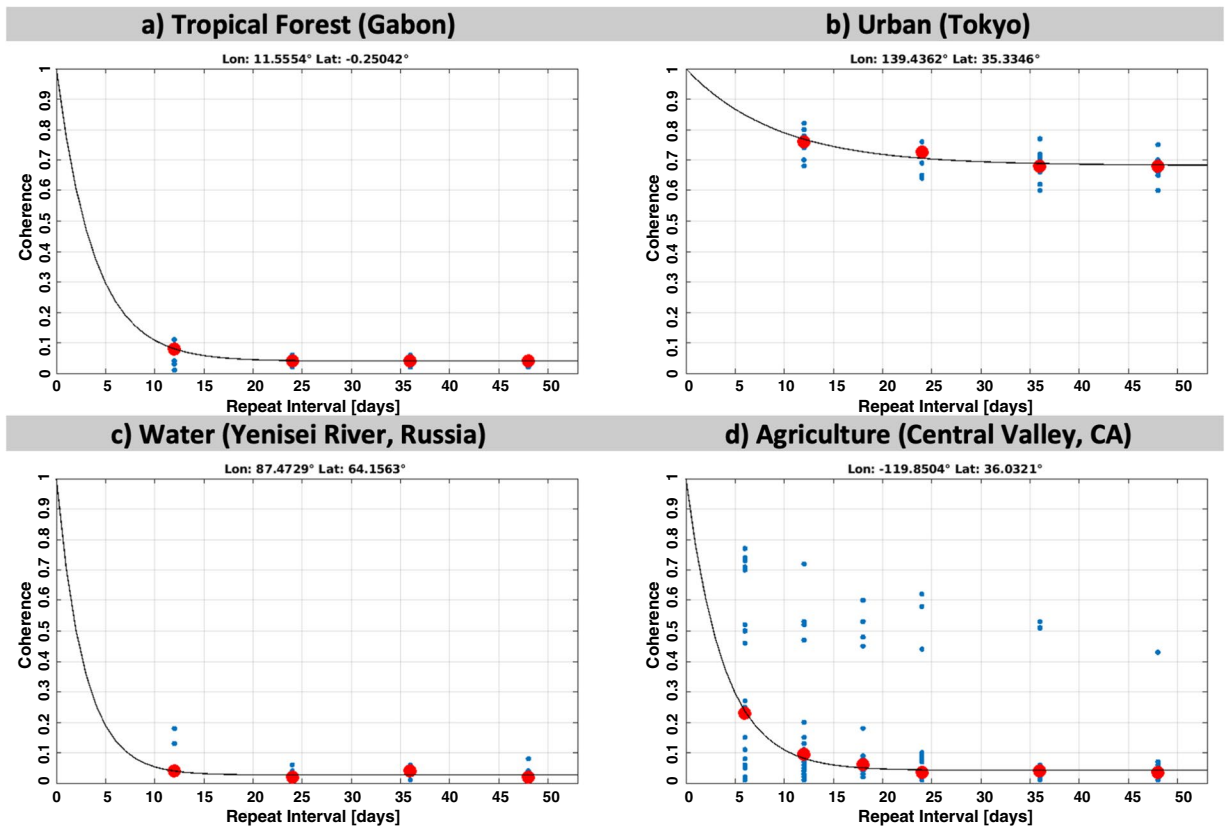 a) Tropical Forest (Gabon)
Lon: 11.5554° Lat: -0.25042°
Coherence
1
0.9
0.8
0.7
0.6
0.5
0.4
0.3
0.2
0.1
0
0 5 10 15 20 25 30 35 40 45 50
Repeat Interval [days]
b) Urban (Tokyo)
Lon: 139.4362° Lat: 35.3346°
Coherence
1
0.9
0.8
0.7
0.6
0.5
0.4
0.3
0.2
0.1
0
0 5 10 15 20 25 30 35 40 45 50
Repeat Interval [days]
c) Water (Yenisei River, Russia)
Lon: 87.4729° Lat: 64.1563°
Coherence
1
0.9
0.8
0.7
0.6
0.5
0.4
0.3
0.2
0.1
0
0 5 10 15 20 25 30 35 40 45 50
Repeat Interval [days]
d) Agriculture (Central Valley, CA)
Lon: -119.8504° Lat: 36.0321°
Coherence
1
0.9
0.8
0.7
0.6
0.5
0.4
0.3
0.2
0.1
0
0 5 10 15 20 25 30 35 40 45 50
Repeat Interval [days]